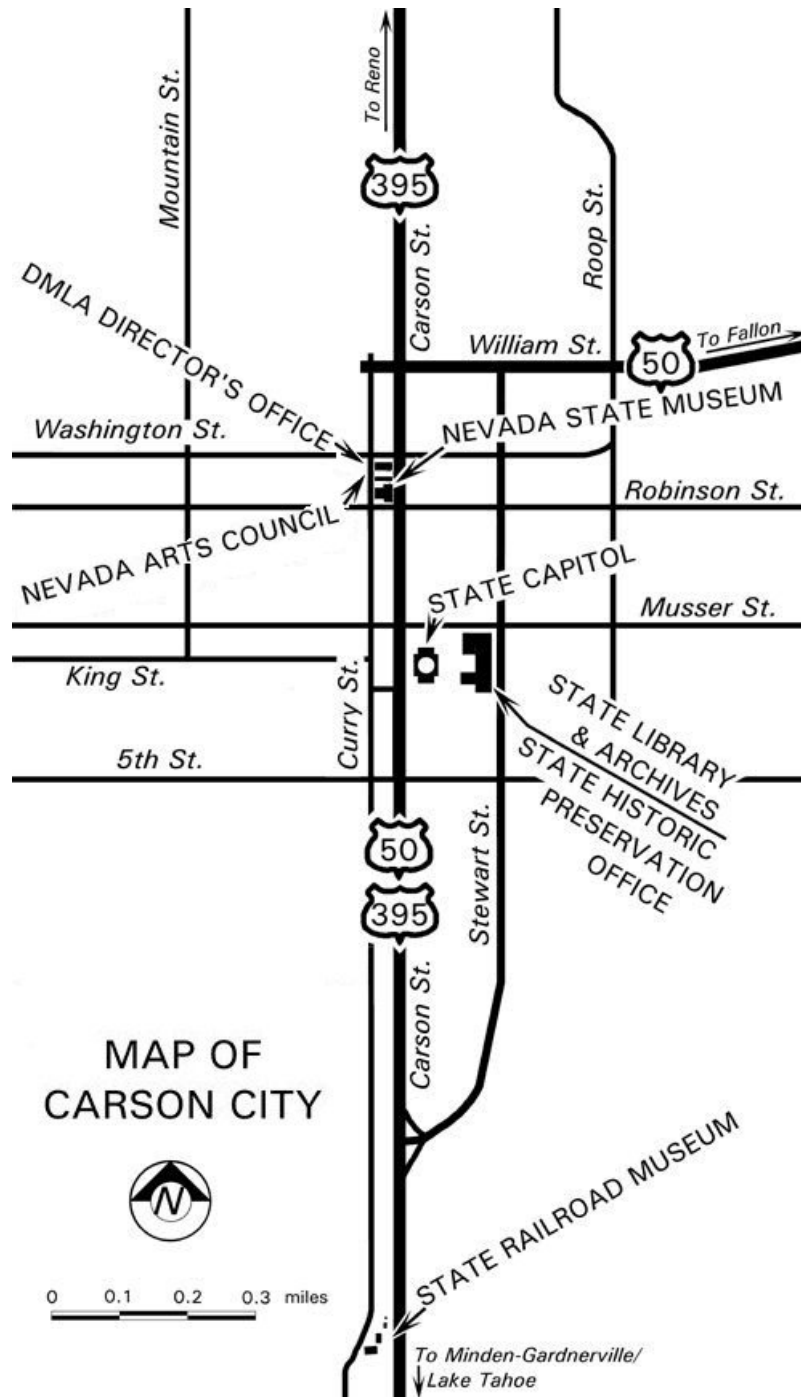 Mountain St.
To Reno
395
Carson St.
Roop St.
DMLA DIRECTOR'S OFFICE
William St.
50
To Fallon
NEVADA STATE MUSEUM
Washington St.
Robinson St.
NEVADA ARTS COUNCIL
STATE CAPITOL
Musser St.
King St.
Curry St.
STATE LIBRARY
& ARCHIVES
STATE HISTORIC
PRESERVATION
OFFICE
5th St.
50
395
Stewart St.
Carson St.
MAP OF
CARSON CITY
N
STATE RAILROAD MUSEUM
0 0.1 0.2 0.3 miles
To Minden-Gardnerville/
Lake Tahoe